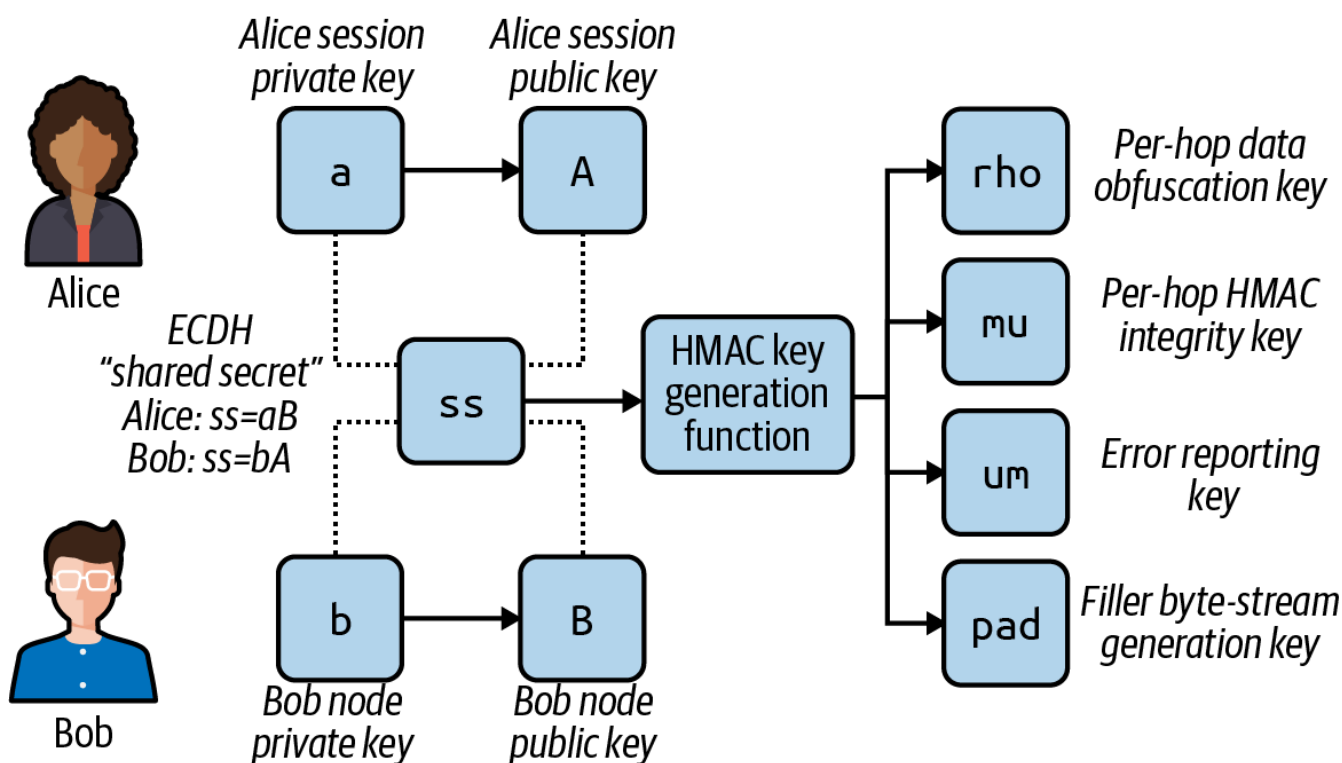 Alice session
private key
Alice session
public key
a
A
Alice
ECDH
“shared secret”
Alice: ss=aB
Bob: ss=bA
ss
HMAC key
generation
function
rho
Per-hop data
obfuscation key
mu
Per-hop HMAC
integrity key
um
Error reporting
key
pad
Filler byte-stream
generation key
b
B
Bob
Bob node
private key
Bob node
public key